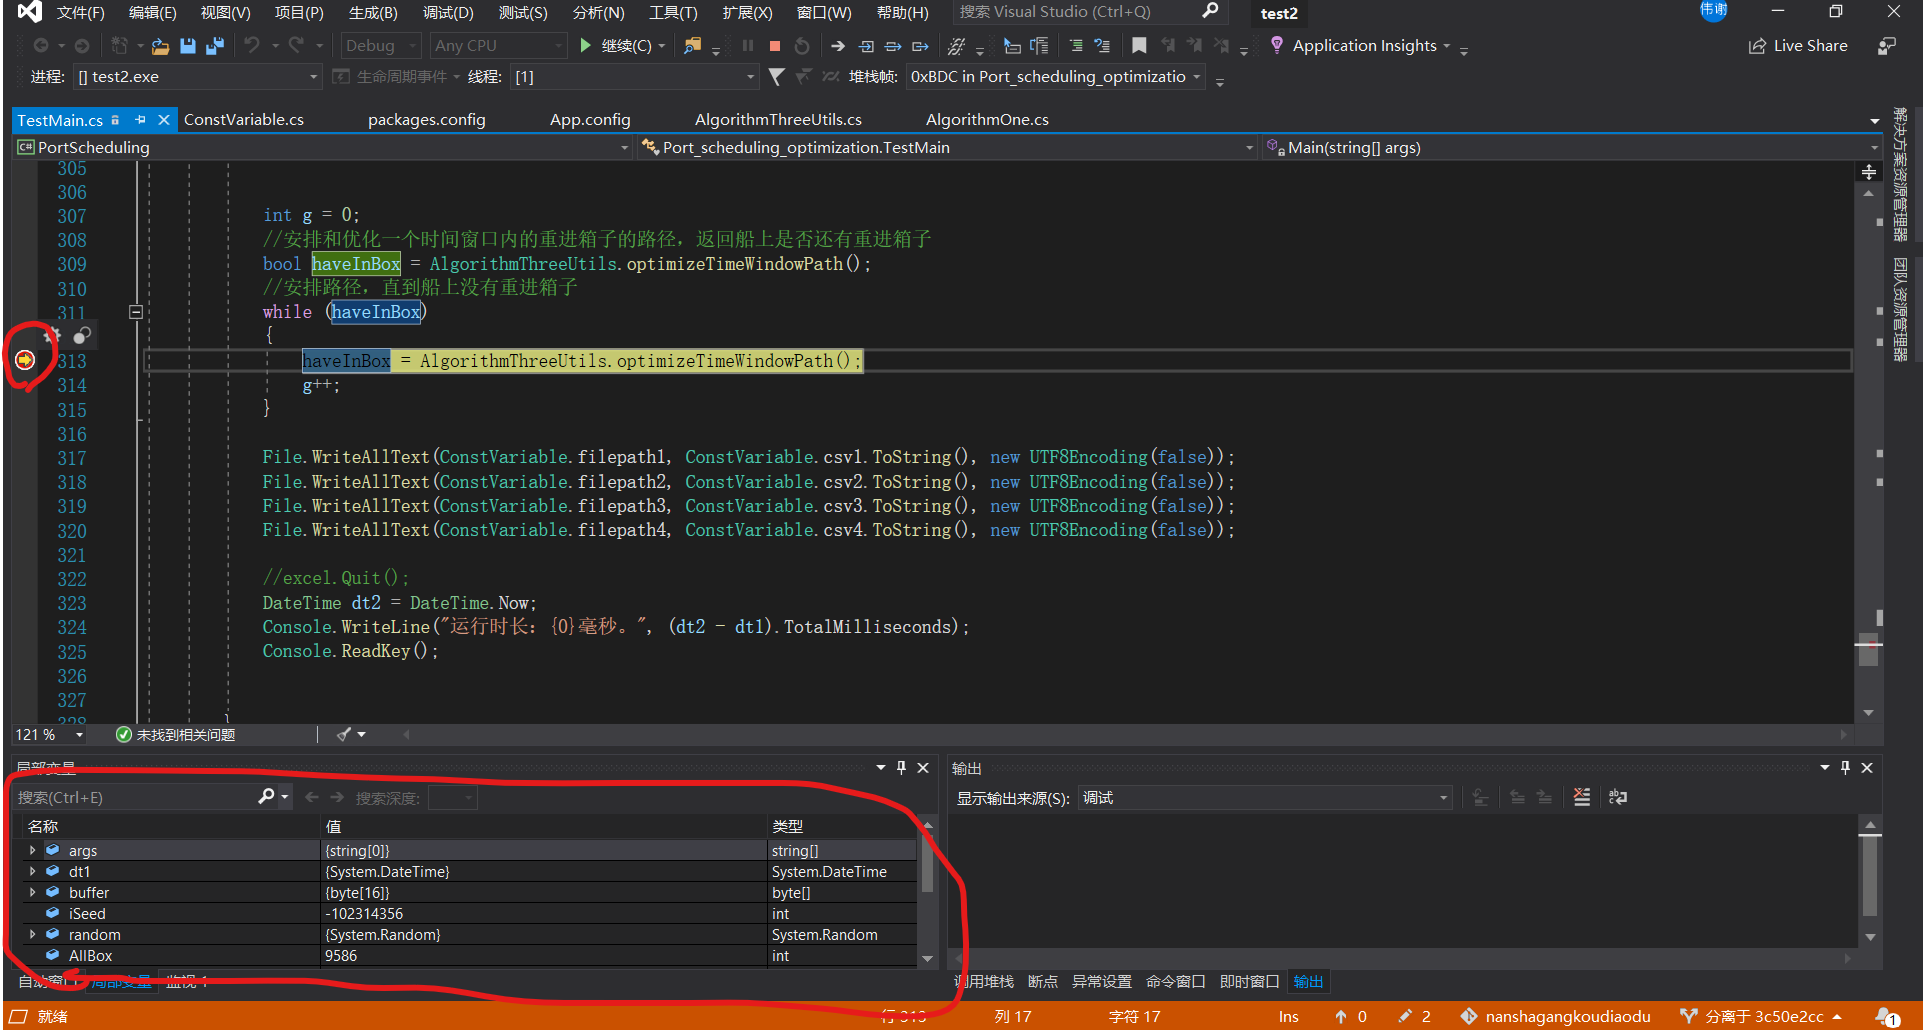 文件(F) 编辑(E) 视图(V) 项目(P) 生成(B) 调试(D) 测试(S) 分析(N) 工具(T) 扩展(X) 窗口(W) 帮助(H) 搜索 Visual Studio (Ctrl+Q) test2 伟谢
Debug Any CPU 继续(C) Application Insights Live Share
进程: [] test2.exe 生命周期事件 线程: [1] 堆栈帧: 0xBDC in Port_scheduling_optimizatio
TestMain.cs ConstVariable.cs packages.config App.config AlgorithmThreeUtils.cs AlgorithmOne.cs
C# PortScheduling Port_scheduling_optimization.TestMain Main(string[] args)
305
306
307 int g = 0;
308 //安排和优化一个时间窗口内的重进箱子的路径，返回船上是否还有重进箱子
309 bool haveInBox = AlgorithmThreeUtils.optimizeTimeWindowPath();
310 //安排路径，直到船上没有重进箱子
311 while (haveInBox)
{
313 haveInBox = AlgorithmThreeUtils.optimizeTimeWindowPath();
314 g++;
315 }
316
317 File.WriteAllText(ConstVariable.filepath1, ConstVariable.csv1.ToString(), new UTF8Encoding(false));
318 File.WriteAllText(ConstVariable.filepath2, ConstVariable.csv2.ToString(), new UTF8Encoding(false));
319 File.WriteAllText(ConstVariable.filepath3, ConstVariable.csv3.ToString(), new UTF8Encoding(false));
320 File.WriteAllText(ConstVariable.filepath4, ConstVariable.csv4.ToString(), new UTF8Encoding(false));
321
322 //excel.Quit();
323 DateTime dt2 = DateTime.Now;
324 Console.WriteLine("运行时长：{0}毫秒。", (dt2 - dt1).TotalMilliseconds);
325 Console.ReadKey();
326
327
328 }
解决方案资源管理器
团队资源管理器
121 % 未找到相关问题
局部变量
搜索(Ctrl+E) 搜索深度:
名称 值 类型
args {string[0]} string[]
dt1 {System.DateTime} System.DateTime
buffer {byte[16]} byte[]
iSeed -102314356 int
random {System.Random} System.Random
AllBox 9586 int
自动窗口 局部变量 监视 1
输出
显示输出来源(S): 调试
调用堆栈 断点 异常设置 命令窗口 即时窗口 输出
就绪 行 313 列 17 字符 17 Ins 0 2 nanshagangkoudiaodu 分离于 3c50e2cc 1